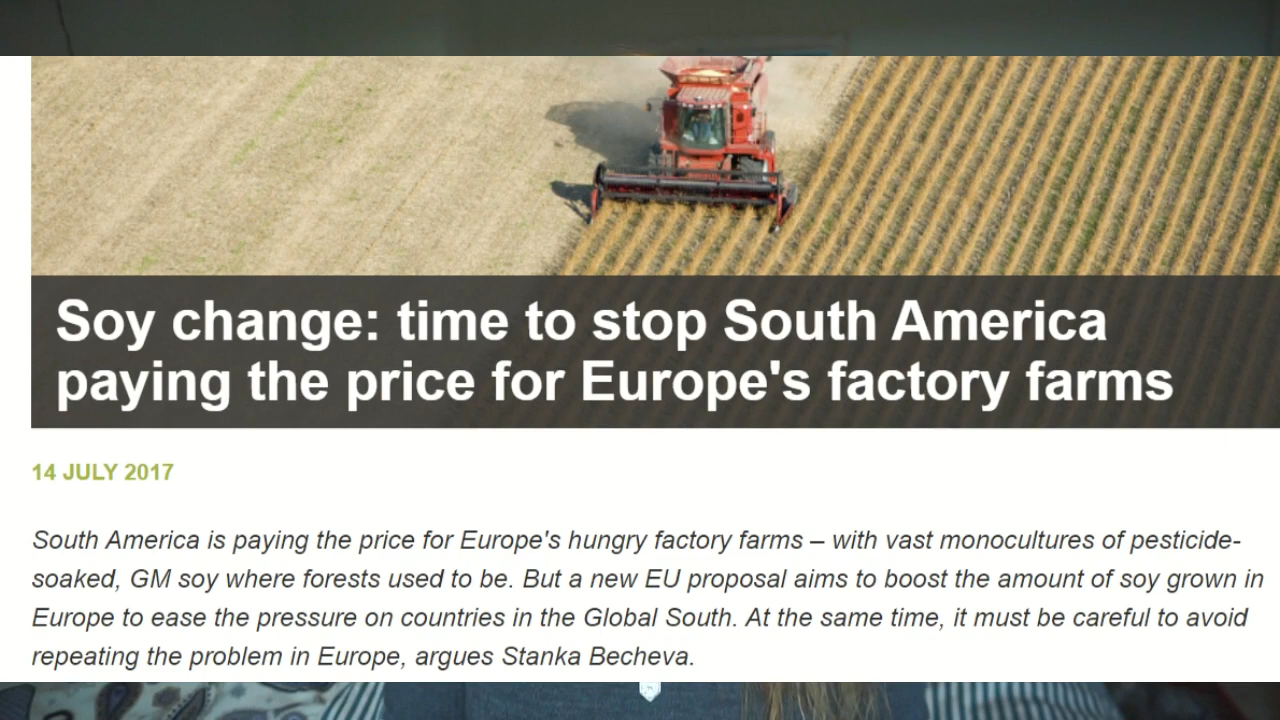 Soy change: time to stop South America
paying the price for Europe's factory farms
14 JULY 2017
South America is paying the price for Europe's hungry factory farms – with vast monocultures of pesticide-
soaked, GM soy where forests used to be. But a new EU proposal aims to boost the amount of soy grown in
Europe to ease the pressure on countries in the Global South. At the same time, it must be careful to avoid
repeating the problem in Europe, argues Stanka Becheva.